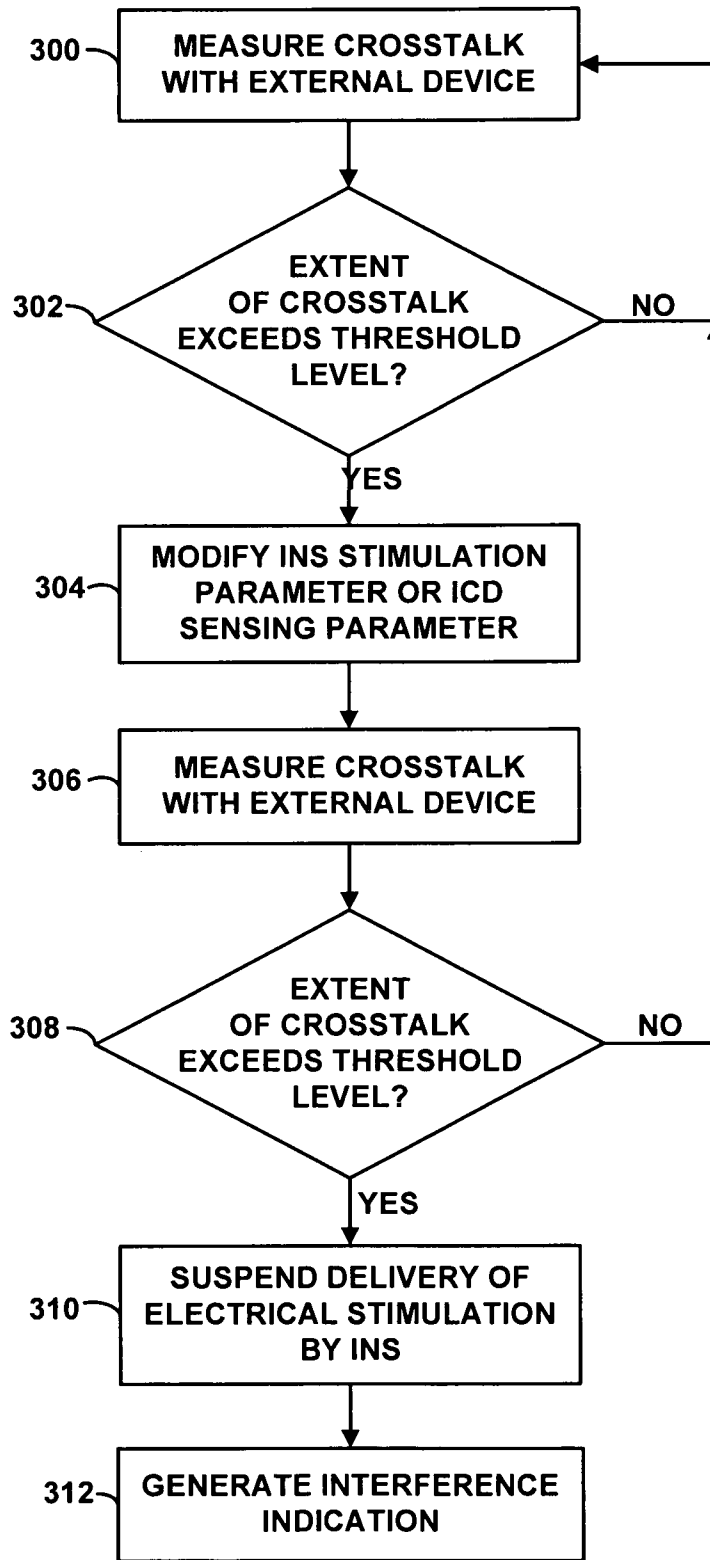 300
MEASURE CROSSTALK
WITH EXTERNAL DEVICE
302
EXTENT
OF CROSSTALK
EXCEEDS THRESHOLD
LEVEL?
NO
YES
304
MODIFY INS STIMULATION
PARAMETER OR ICD
SENSING PARAMETER
306
MEASURE CROSSTALK
WITH EXTERNAL DEVICE
308
EXTENT
OF CROSSTALK
EXCEEDS THRESHOLD
LEVEL?
NO
YES
310
SUSPEND DELIVERY OF
ELECTRICAL STIMULATION
BY INS
312
GENERATE INTERFERENCE
INDICATION